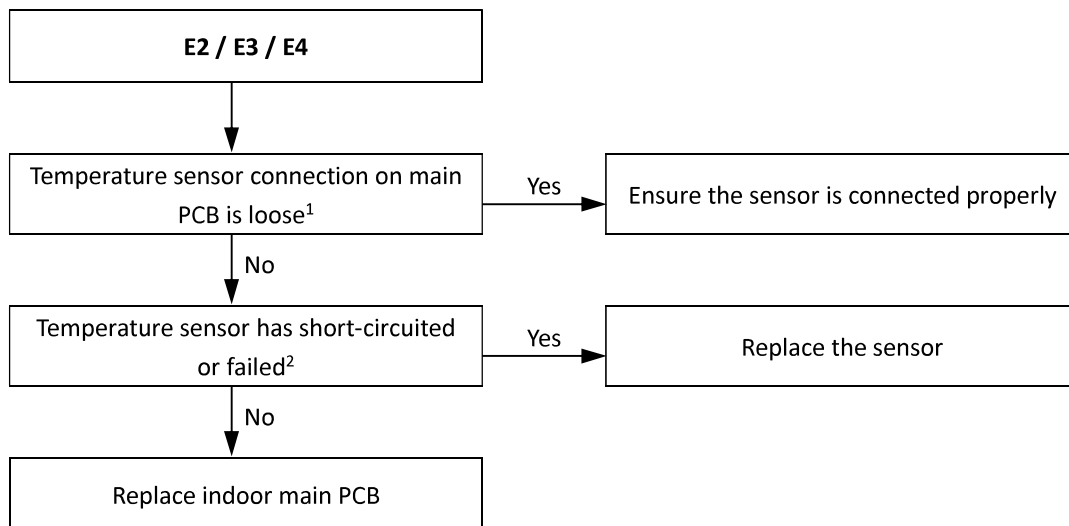 E2 / E3 / E4
Temperature sensor connection on main
PCB is loose¹
Yes
Ensure the sensor is connected properly
No
Temperature sensor has short-circuited
or failed²
Yes
Replace the sensor
No
Replace indoor main PCB